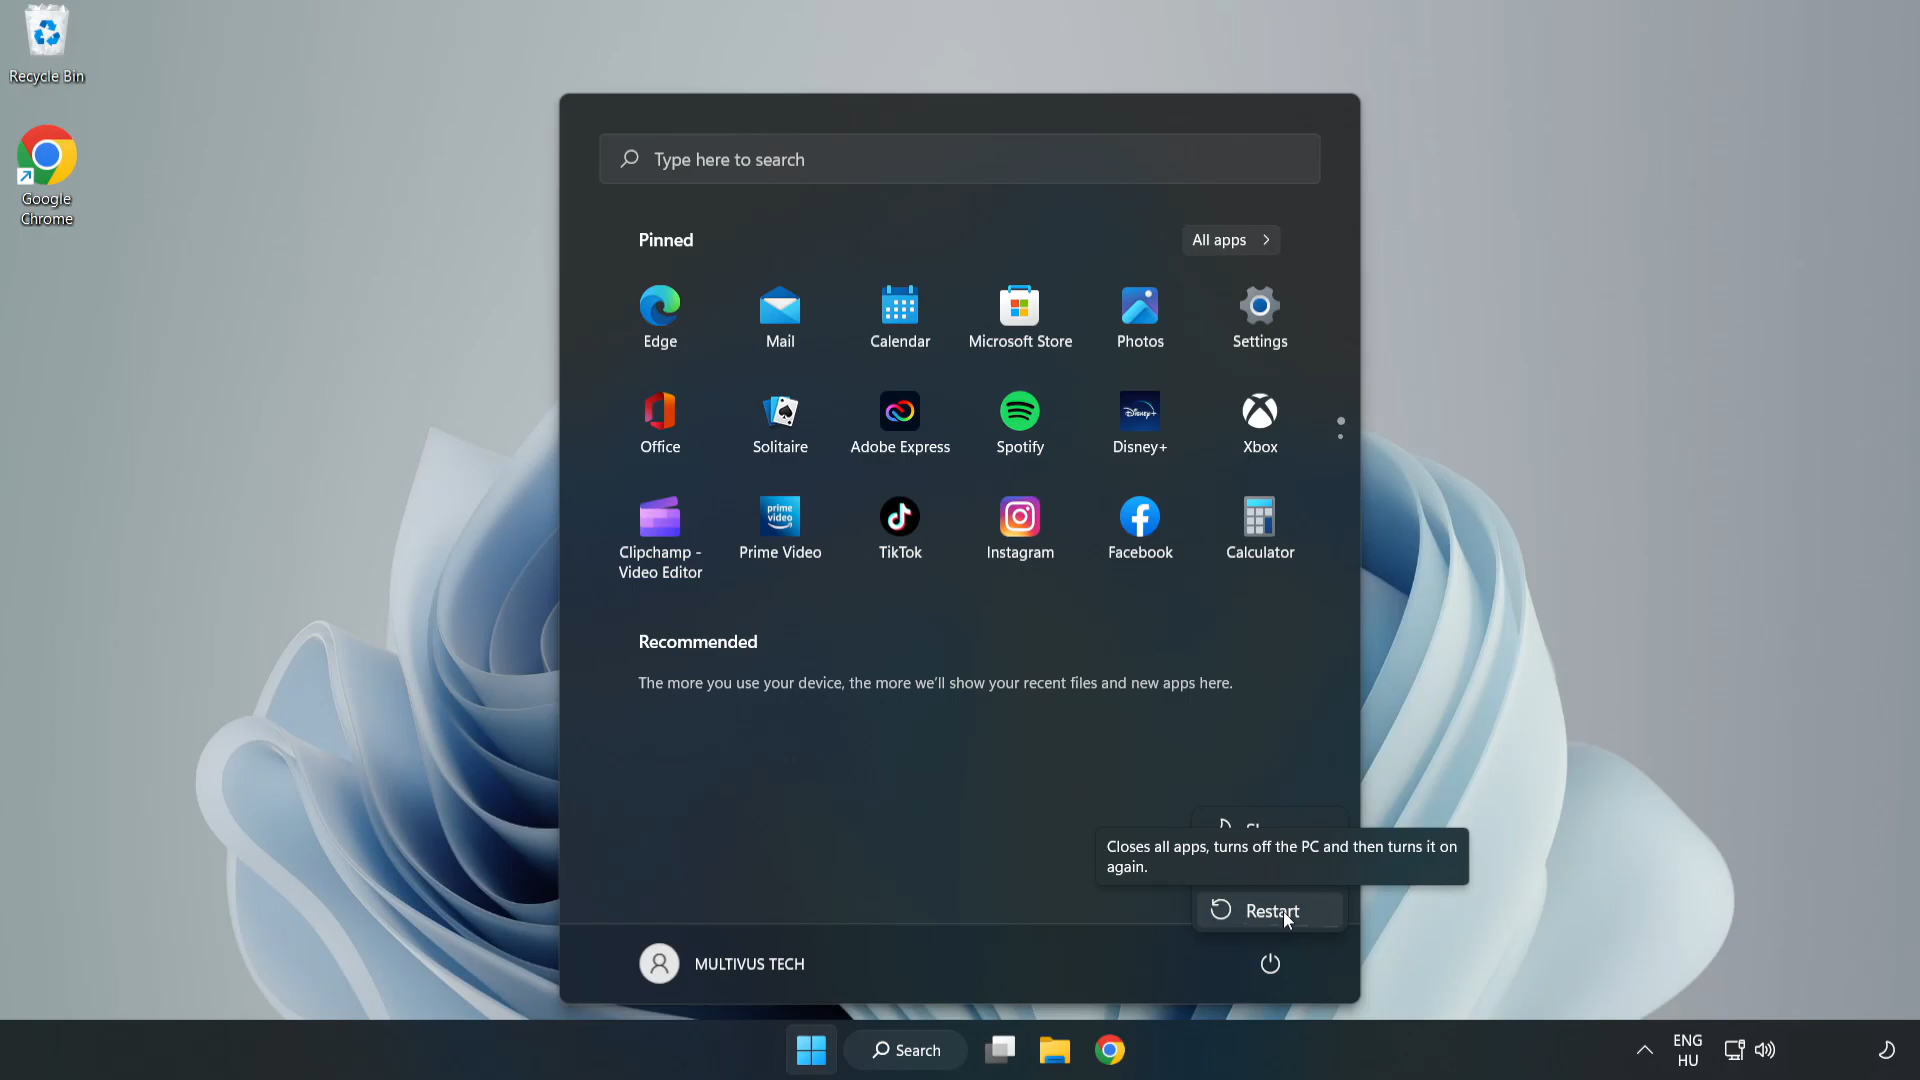 Recycle Bin
Google
Chrome
Type here to search
Pinned
All apps
Edge
Mail
Calendar
Microsoft Store
Photos
Settings
Office
Solitaire
Adobe Express
Spotify
Disney+
Disney+
Xbox
prime
video
Clipchamp -
Video Editor
Prime Video
TikTok
Instagram
Facebook
Calculator
Recommended
The more you use your device, the more we'll show your recent files and new apps here.
Closes all apps, turns off the PC and then turns it on
again.
Restart
MULTIVUS TECH
Search
ENG
HU